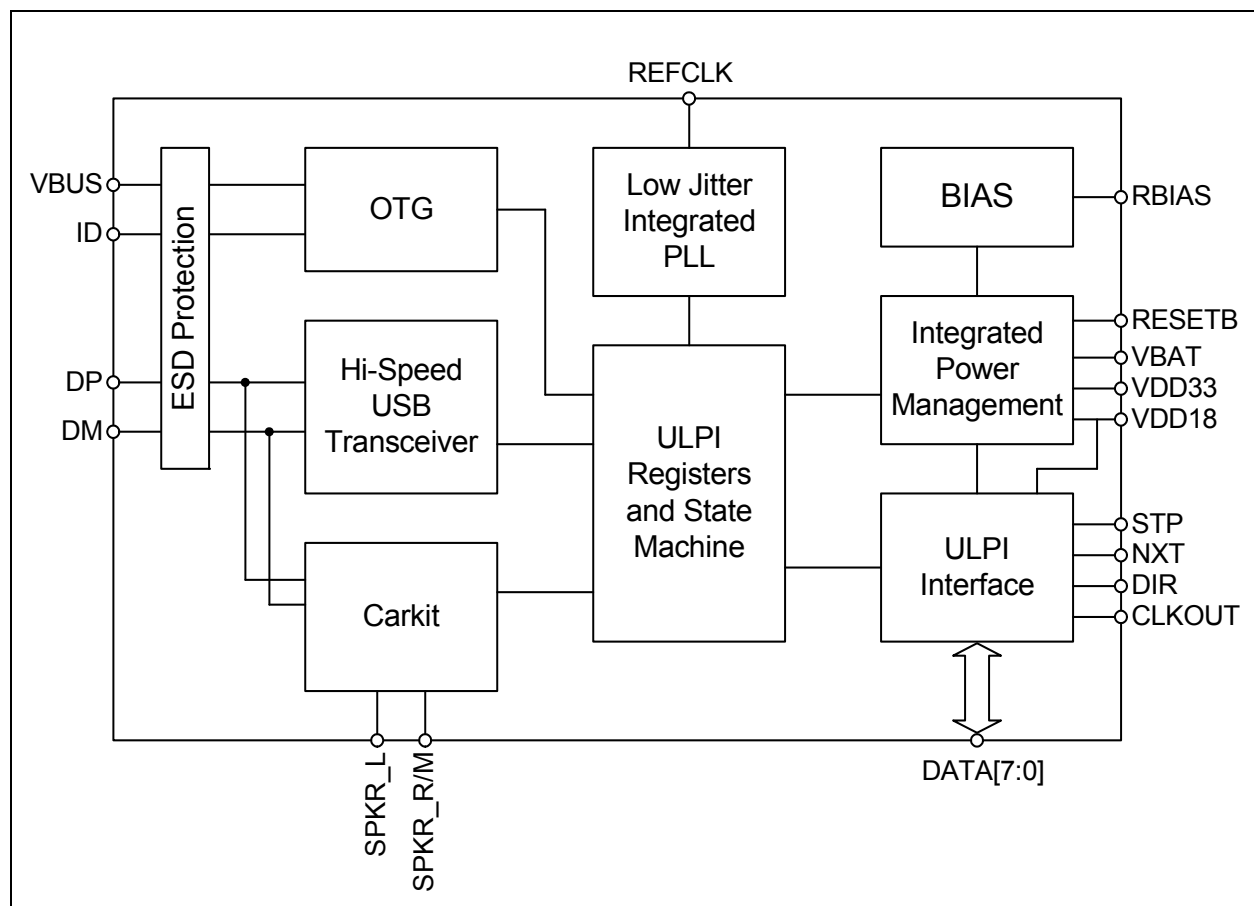 REFCLK
VBUS
ID
DP
DM
ESD Protection
OTG
Hi-Speed
USB
Transceiver
Carkit
SPKR_L
SPKR_R/M
Low Jitter
Integrated
PLL
ULPI
Registers
and State
Machine
BIAS
RBIAS
Integrated
Power
Management
RESETB
VBAT
VDD33
VDD18
ULPI
Interface
STP
NXT
DIR
CLKOUT
DATA[7:0]